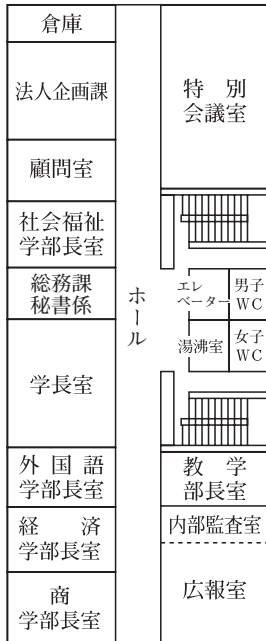 倉庫
法人企画課
顧問室
社会福祉
学部長室
総務課
秘書係
学長室
外国語
学部長室
経済
学部長室
商
学部長室
ホール
特別
会議室
エレ
ベーター
男子
WC
湯沸室
女子
WC
教学
部長室
内部監査室
広報室